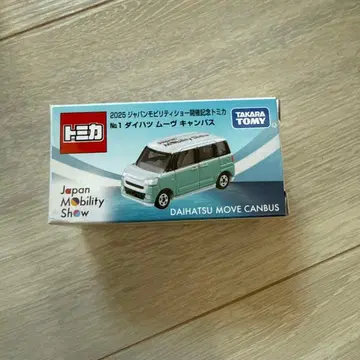 2025 ジャパンモビリティショー開催記念トミカ
No.1 ダイハツ ムーヴ キャンバス
トミカ
TAKARA
TOMY
Japan
Mobility
Show
DAIHATSU MOVE CANBUS